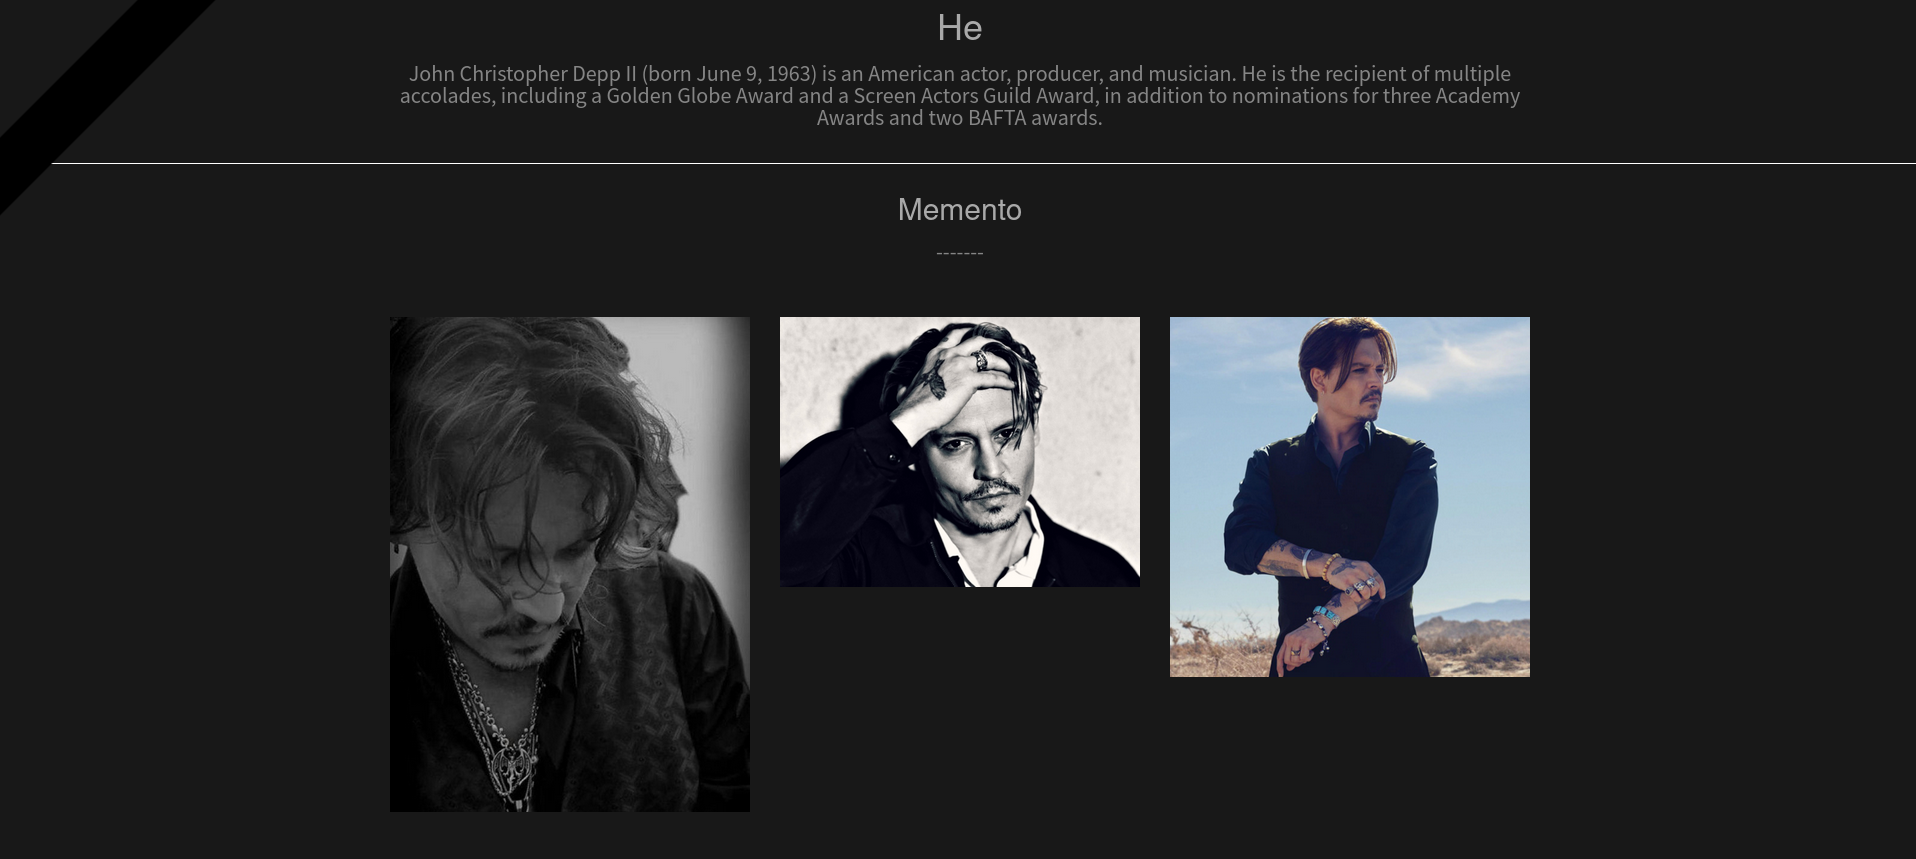 He
John Christopher Depp II (born June 9, 1963) is an American actor, producer, and musician. He is the recipient of multiple
accolades, including a Golden Globe Award and a Screen Actors Guild Award, in addition to nominations for three Academy
Awards and two BAFTA awards.
Memento
-------